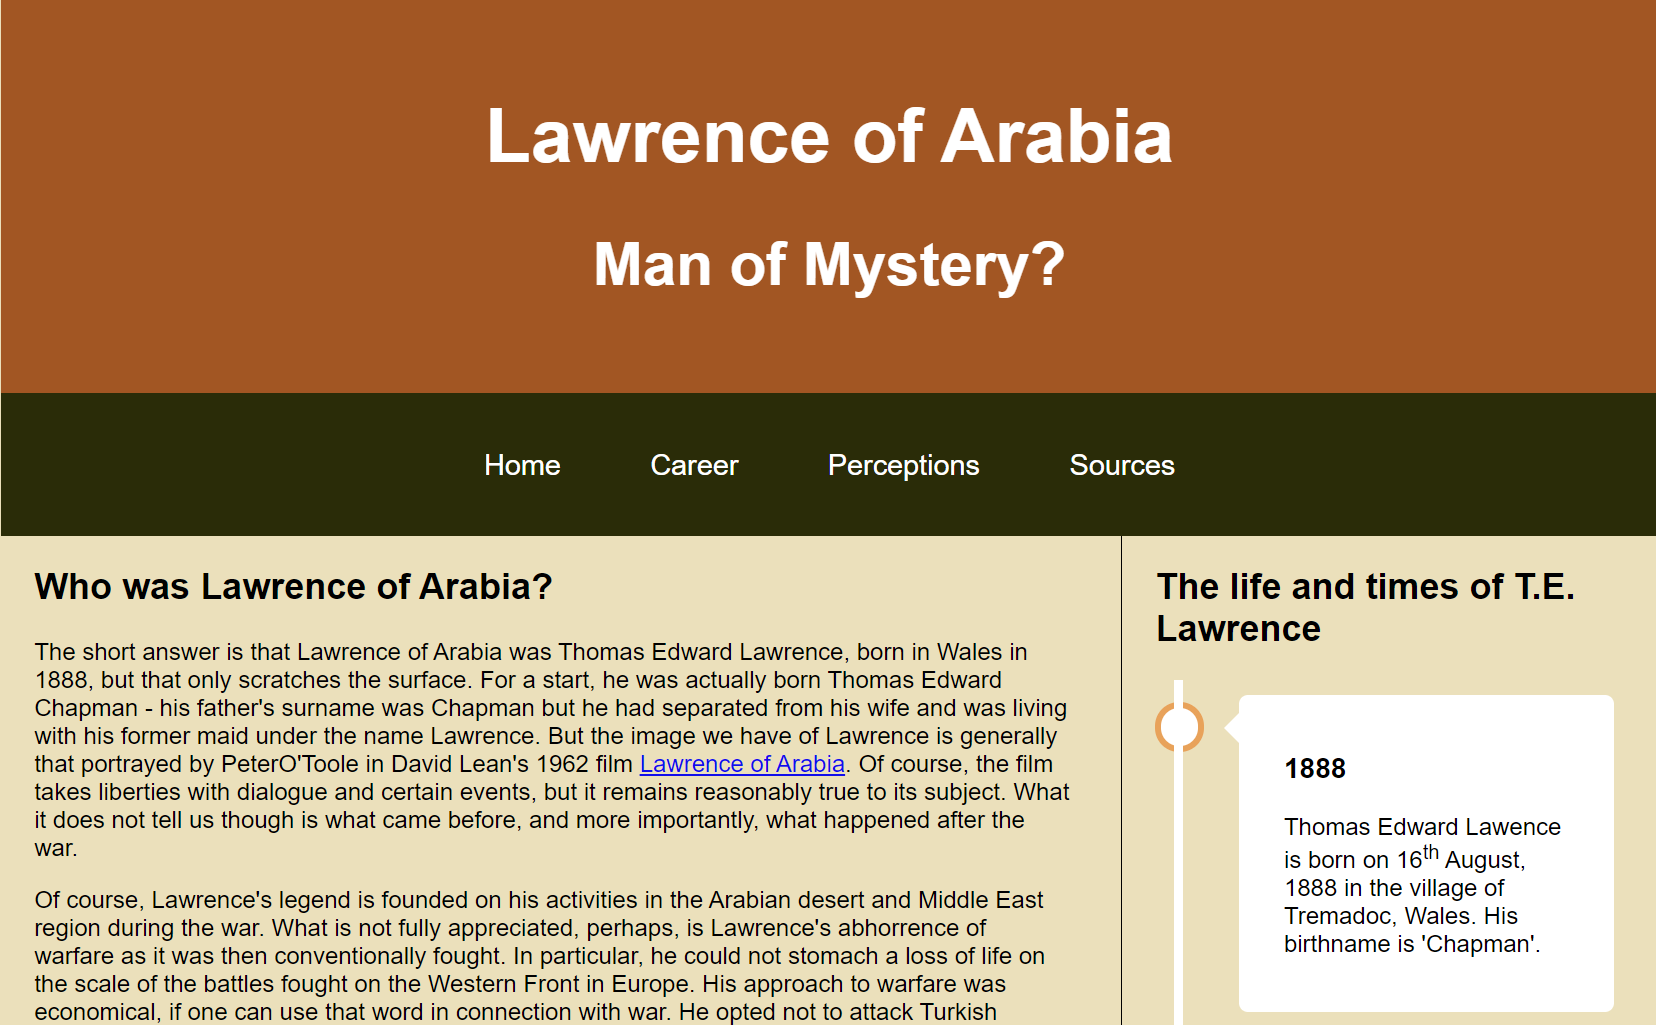 Lawrence of Arabia
Man of Mystery?
Home Career Perceptions Sources
Who was Lawrence of Arabia?
The short answer is that Lawrence of Arabia was Thomas Edward Lawrence, born in Wales in
1888, but that only scratches the surface. For a start, he was actually born Thomas Edward
Chapman - his father's surname was Chapman but he had separated from his wife and was living
with his former maid under the name Lawrence. But the image we have of Lawrence is generally
that portrayed by PeterO'Toole in David Lean's 1962 film Lawrence of Arabia. Of course, the film
takes liberties with dialogue and certain events, but it remains reasonably true to its subject. What
it does not tell us though is what came before, and more importantly, what happened after the
war.
Of course, Lawrence's legend is founded on his activities in the Arabian desert and Middle East
region during the war. What is not fully appreciated, perhaps, is Lawrence's abhorrence of
warfare as it was then conventionally fought. In particular, he could not stomach a loss of life on
the scale of the battles fought on the Western Front in Europe. His approach to warfare was
economical, if one can use that word in connection with war. He opted not to attack Turkish
The life and times of T.E.
Lawrence
1888
Thomas Edward Lawence
is born on 16th August,
1888 in the village of
Tremadoc, Wales. His
birthname is 'Chapman'.